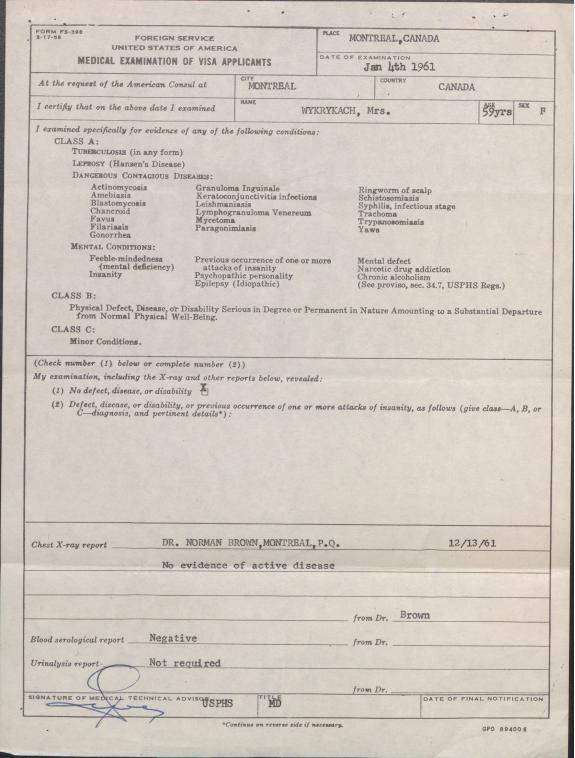 FORM FS-398
2-17-58
FOREIGN SERVICE
UNITED STATES OF AMERICA
MEDICAL EXAMINATION OF VISA APPLICANTS
PLACE
MONTREAL,CANADA
DATE OF EXAMINATION
Jan 4th 1961
At the request of the American Consul at
CITY
MONTREAL
COUNTRY
CANADA
I certify that on the above date I examined
NAME
WYKRYKACH, Mrs.
AGE
59yrs
SEX
F
I examined specifically for evidence of any of the following conditions:
CLASS A:
TUBERCULOSIS (in any form)
LEPROSY (Hansen's Disease)
DANGEROUS CONTAGIOUS DISEASES:
Actinomycosis
Amebiasis
Blastomycosis
Chancroid
Favus
Filariasis
Gonorrhea
Granuloma Inguinale
Keratoconjunctivitis infections
Leishmaniasis
Lymphogranuloma Venereum
Mycetoma
Paragonimiasis
Ringworm of scalp
Schistosomiasis
Syphilis, infectious stage
Trachoma
Trypanosomiasis
Yaws
MENTAL CONDITIONS:
Feeble-mindedness
(mental deficiency)
Insanity
Previous occurrence of one or more
attacks of insanity
Psychopathic personality
Epilepsy (Idiopathic)
Mental defect
Narcotic drug addiction
Chronic alcoholism
(See proviso, sec. 34.7, USPHS Regs.)
CLASS B:
Physical Defect, Disease, or Disability Serious in Degree or Permanent in Nature Amounting to a Substantial Departure
from Normal Physical Well-Being.
CLASS C:
Minor Conditions.
(Check number (1) below or complete number (2))
My examination, including the X-ray and other reports below, revealed:
(1) No defect, disease, or disability X
(2) Defect, disease, or disability, or previous occurrence of one or more attacks of insanity, as follows (give class—A, B, or
C—diagnosis, and pertinent details*):
Chest X-ray report DR. NORMAN BROWN,MONTREAL,P.Q. 12/13/61
No evidence of active disease
from Dr. Brown
Blood serological report Negative from Dr.
Urinalysis report Not required
from Dr.
SIGNATURE OF MEDICAL TECHNICAL ADVISOR
USPHS
TITLE
MD
DATE OF FINAL NOTIFICATION
*Continue on reverse side if necessary.
GPO 894006